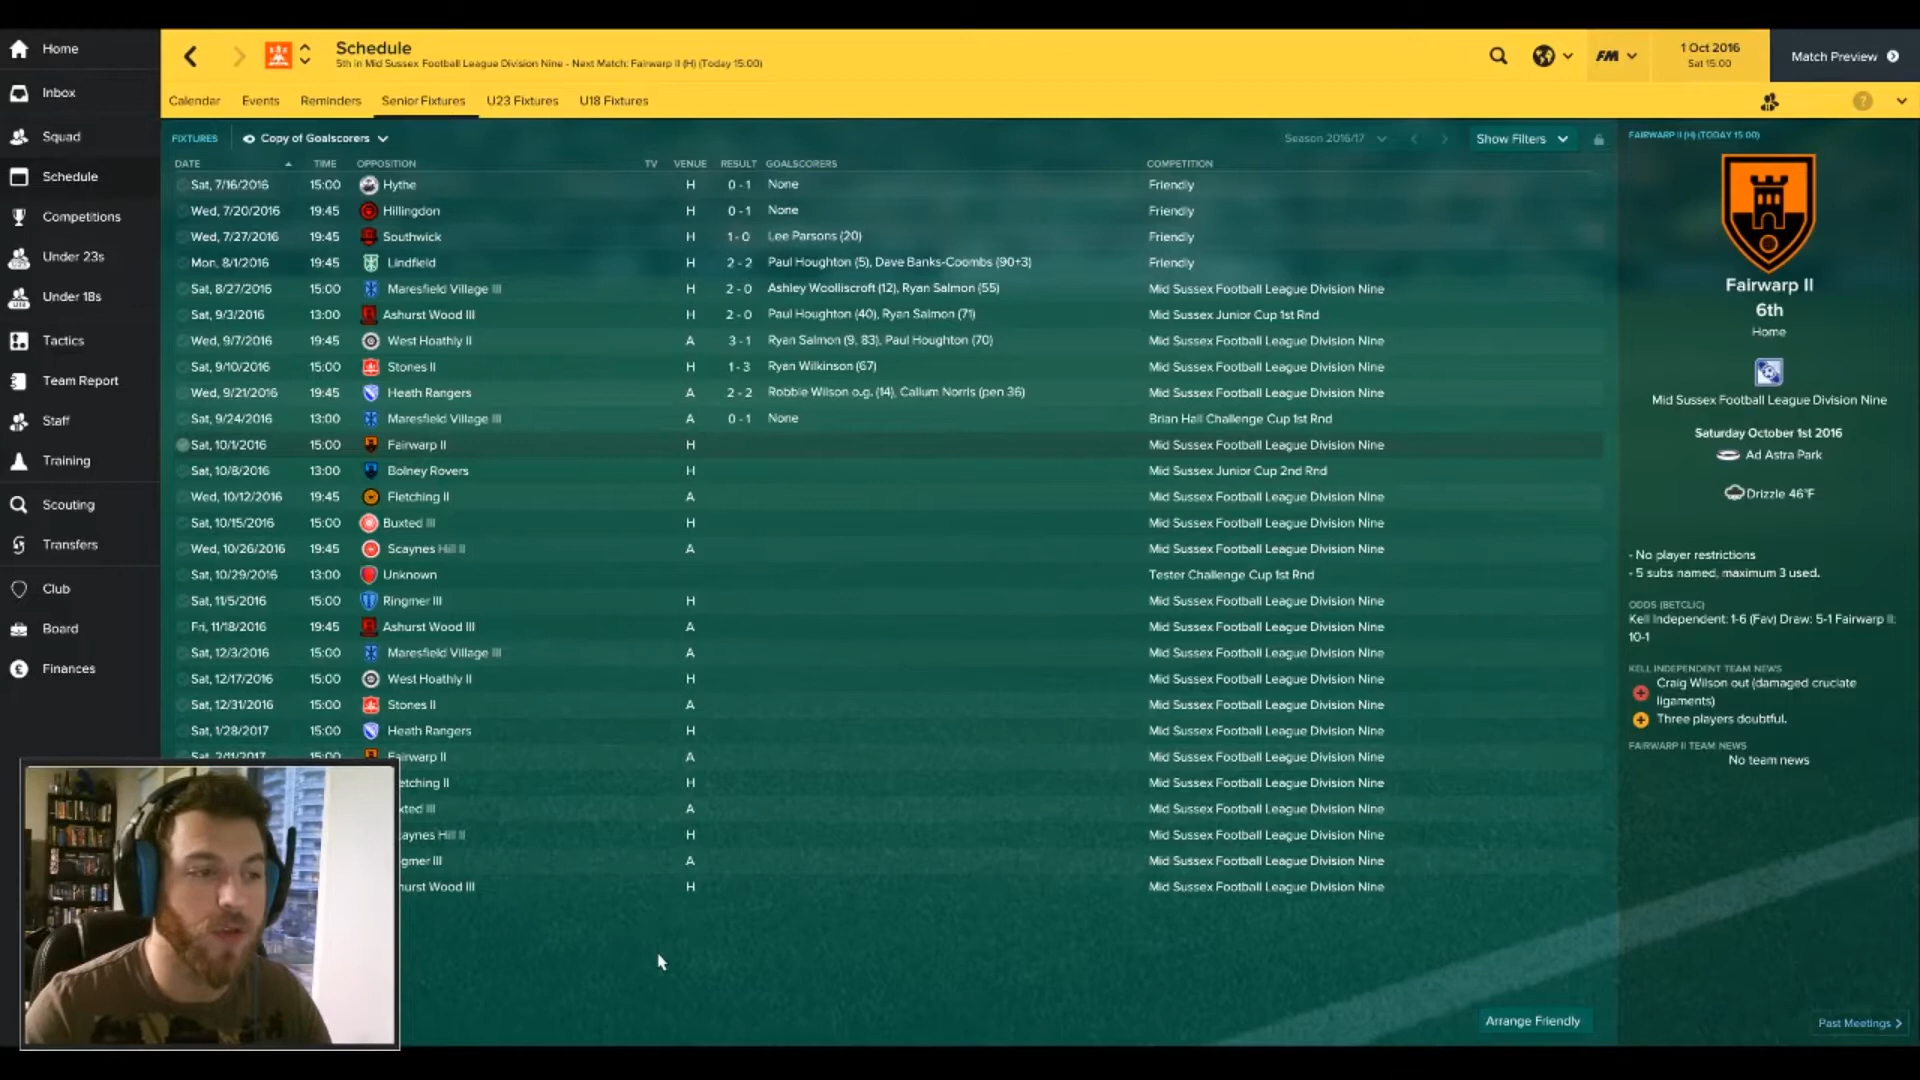 Home
Inbox
Squad
Schedule
Competitions
Under 23s
Under 18s
Tactics
Team Report
Staff
Training
Scouting
Transfers
Club
Board
Finances
Schedule
5th in Mid Sussex Football League Division Nine - Next Match: Fairwarp II (H) (Today 15:00)
FM
1 Oct 2016
Sat 15:00
Match Preview
Calendar Events Reminders Senior Fixtures U23 Fixtures U18 Fixtures
?
FIXTURES Copy of Goalscorers Season 2016/17 Show Filters
DATE TIME OPPOSITION TV VENUE RESULT GOALSCORERS COMPETITION
Sat, 7/16/2016 15:00 Hythe H 0 - 1 None Friendly
Wed, 7/20/2016 19:45 Hillingdon H 0 - 1 None Friendly
Wed, 7/27/2016 19:45 Southwick H 1 - 0 Lee Parsons (20) Friendly
Mon, 8/1/2016 19:45 Lindfield H 2 - 2 Paul Houghton (5), Dave Banks-Coombs (90+3) Friendly
Sat, 8/27/2016 15:00 Maresfield Village III H 2 - 0 Ashley Woolliscroft (12), Ryan Salmon (55) Mid Sussex Football League Division Nine
Sat, 9/3/2016 13:00 Ashurst Wood III H 2 - 0 Paul Houghton (40), Ryan Salmon (71) Mid Sussex Junior Cup 1st Rnd
Wed, 9/7/2016 19:45 West Hoathly II A 3 - 1 Ryan Salmon (9, 83), Paul Houghton (70) Mid Sussex Football League Division Nine
Sat, 9/10/2016 15:00 Stones II H 1 - 3 Ryan Wilkinson (67) Mid Sussex Football League Division Nine
Wed, 9/21/2016 19:45 Heath Rangers A 2 - 2 Robbie Wilson o.g. (14), Callum Norris (pen 36) Mid Sussex Football League Division Nine
Sat, 9/24/2016 13:00 Maresfield Village III A 0 - 1 None Brian Hall Challenge Cup 1st Rnd
Sat, 10/1/2016 15:00 Fairwarp II H Mid Sussex Football League Division Nine
Sat, 10/8/2016 13:00 Bolney Rovers H Mid Sussex Junior Cup 2nd Rnd
Wed, 10/12/2016 19:45 Fletching II A Mid Sussex Football League Division Nine
Sat, 10/15/2016 15:00 Buxted III H Mid Sussex Football League Division Nine
Wed, 10/26/2016 19:45 Scaynes Hill II A Mid Sussex Football League Division Nine
Sat, 10/29/2016 13:00 Unknown Tester Challenge Cup 1st Rnd
Sat, 11/5/2016 15:00 Ringmer III H Mid Sussex Football League Division Nine
Fri, 11/18/2016 19:45 Ashurst Wood III A Mid Sussex Football League Division Nine
Sat, 12/3/2016 15:00 Maresfield Village III A Mid Sussex Football League Division Nine
Sat, 12/17/2016 15:00 West Hoathly II H Mid Sussex Football League Division Nine
Sat, 12/31/2016 15:00 Stones II A Mid Sussex Football League Division Nine
Sat, 1/28/2017 15:00 Heath Rangers H Mid Sussex Football League Division Nine
Sat, 2/11/2017 15:00 Fairwarp II A Mid Sussex Football League Division Nine
etching II H Mid Sussex Football League Division Nine
xted III A Mid Sussex Football League Division Nine
caynes Hill II H Mid Sussex Football League Division Nine
gmer III A Mid Sussex Football League Division Nine
hurst Wood III H Mid Sussex Football League Division Nine
Arrange Friendly
FAIRWARP II (H) (TODAY 15:00)
Fairwarp II
6th
Home
Mid Sussex Football League Division Nine
Saturday October 1st 2016
Ad Astra Park
Drizzle 46°F
- No player restrictions
- 5 subs named, maximum 3 used.
ODDS (BETCLIC)
Kell Independent: 1-6 (Fav) Draw: 5-1 Fairwarp II:
10-1
KELL INDEPENDENT TEAM NEWS
Craig Wilson out (damaged cruciate
ligaments)
Three players doubtful.
FAIRWARP II TEAM NEWS
No team news
Past Meetings